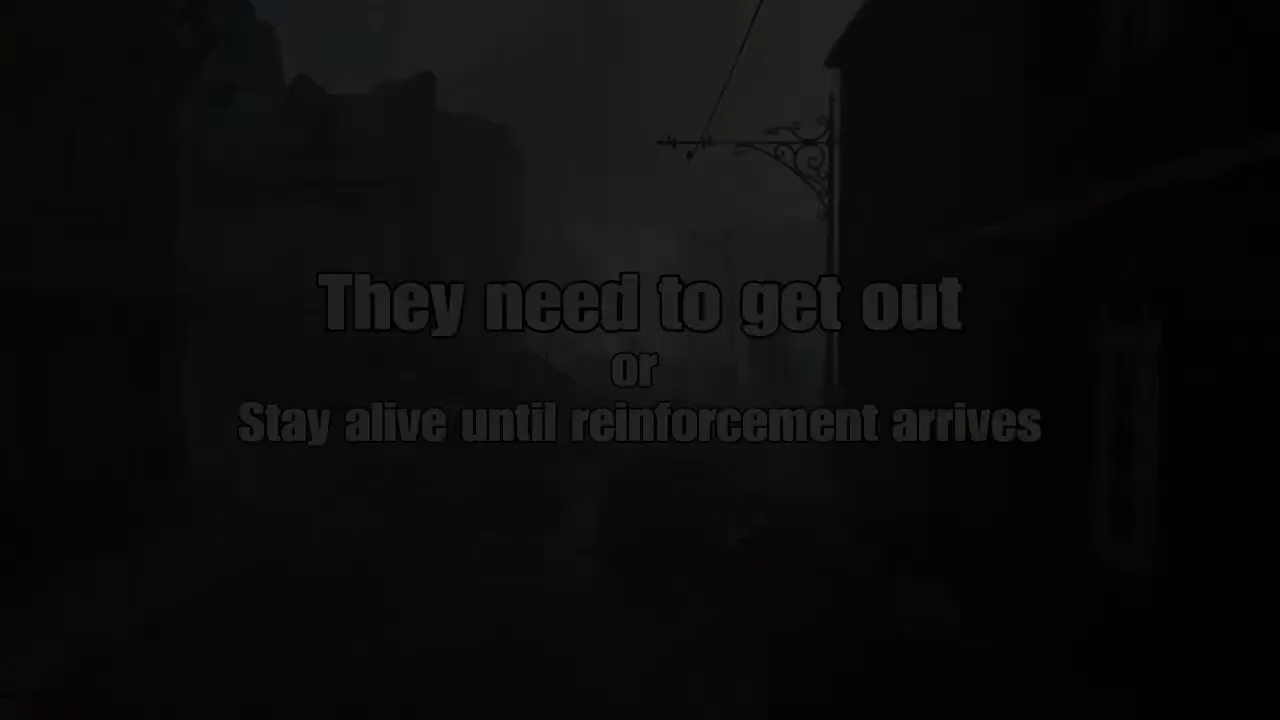 They need to get out
or
Stay alive until reinforcement arrives